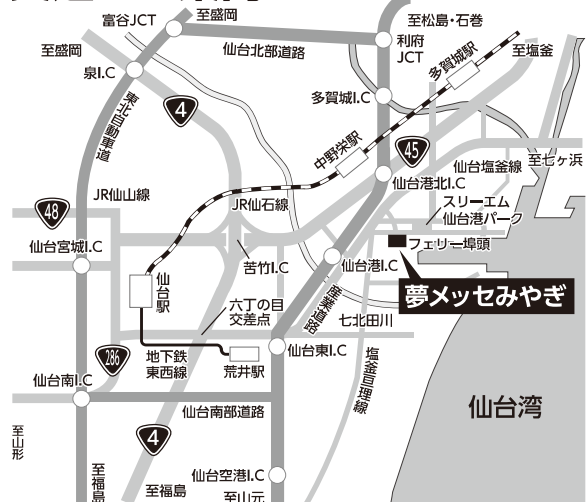 至盛岡
富谷JCT
至松島・石巻
至盛岡
仙台北部道路
利府
JCT
多賀城駅
至塩釜
泉I.C
4
多賀城I.C
東北自動車道
中野栄駅
45
仙台塩釜線
至七ヶ浜
仙台港北I.C
JR仙山線
JR仙石線
スリーエム
仙台港パーク
48
仙台宮城I.C
フェリー埠頭
苦竹I.C
仙台港I.C
仙台駅
夢メッセみやぎ
六丁の目
交差点
産業道路
七北田川
286
地下鉄
東西線
荒井駅
仙台東I.C
塩釜亘理線
仙台南I.C
仙台湾
仙台南部道路
至山形
4
仙台空港I.C
至福島
至福島
至山元